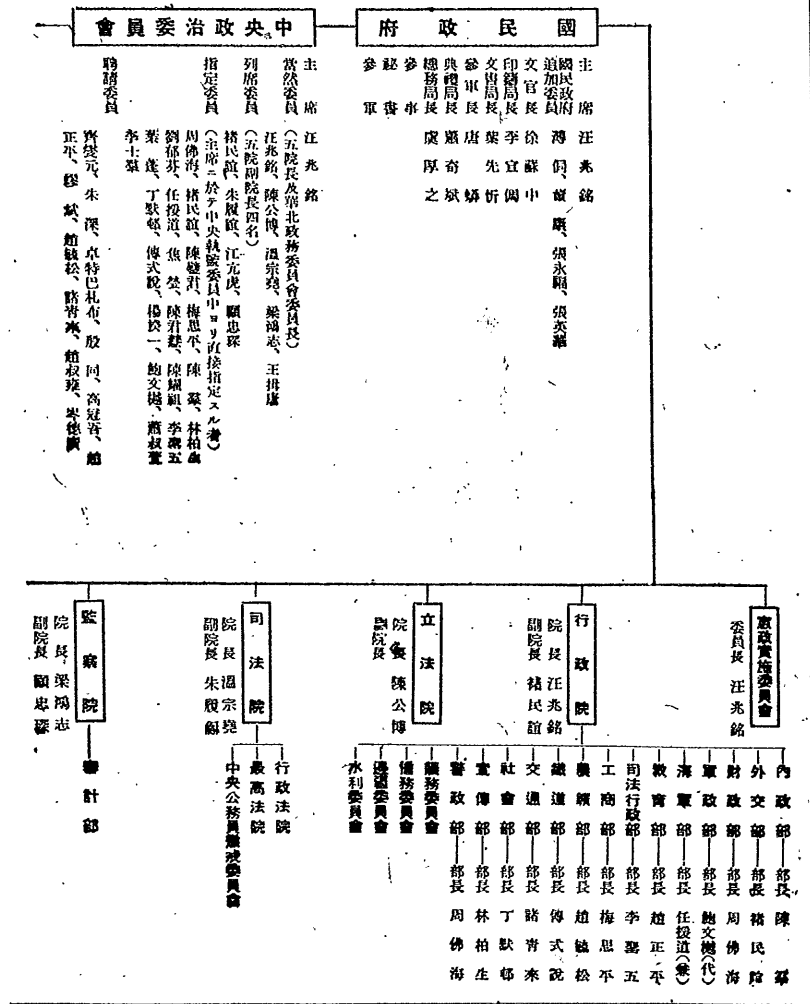 國民政府
主席 汪兆銘
國民政府
追加委員 溥侗、張永福、張英華
文官長 徐蘇中
印鑄局長 李宣倜
文書局長 葉先忻
參軍長 唐蟒
典禮局長 蕭奇斌
總務局長 虞厚之
參事
秘書
參軍
中央政治委員會
主席 汪兆銘
當然委員 (五院長及華北政務委員會委員長)
汪兆銘、陳公博、溫宗堯、梁鴻志、王揖唐
列席委員 (五院副院長四名)
褚民誼、朱履龢、江亢虎、顧忠琛
指定委員 (主席ニ於テ中央執監委員中ヨリ直接指定スル者)
周佛海、褚民誼、陳璧君、梅思平、陳羣、林柏生
劉郁芬、任援道、焦瑩、陳君慧、陳耀祖、李聖五
葉蓬、丁默邨、傅式說、楊揆一、鮑文樾、蕭叔萱
李士羣
聘請委員
齊燮元、朱深、卓特巴札布、殷同、高冠吾、趙
正平、繆斌、趙毓松、諸青來、趙叔雍、岑德廣
憲政實施委員會
委員長 汪兆銘
行政院
院長 汪兆銘
副院長 褚民誼
內政部 部長 陳羣
外交部 部長 褚民誼
財政部 部長 周佛海
軍政部 部長 鮑文樾(代)
海軍部 部長 任援道(兼)
教育部 部長 趙正平
司法行政部 部長 李聖五
工商部 部長 梅思平
農鑛部 部長 趙毓松
鐵道部 部長 傅式說
交通部 部長 諸青來
社會部 部長 丁默邨
宣傳部 部長 林柏生
警政部 部長 周佛海
賑務委員會
僑務委員會
邊疆委員會
水利委員會
立法院
院長 陳公博
副院長
司法院
院長 溫宗堯
副院長 朱履龢
行政法院
最高法院
中央公務員懲戒委員會
監察院
院長 梁鴻志
副院長 顧忠琛
審計部